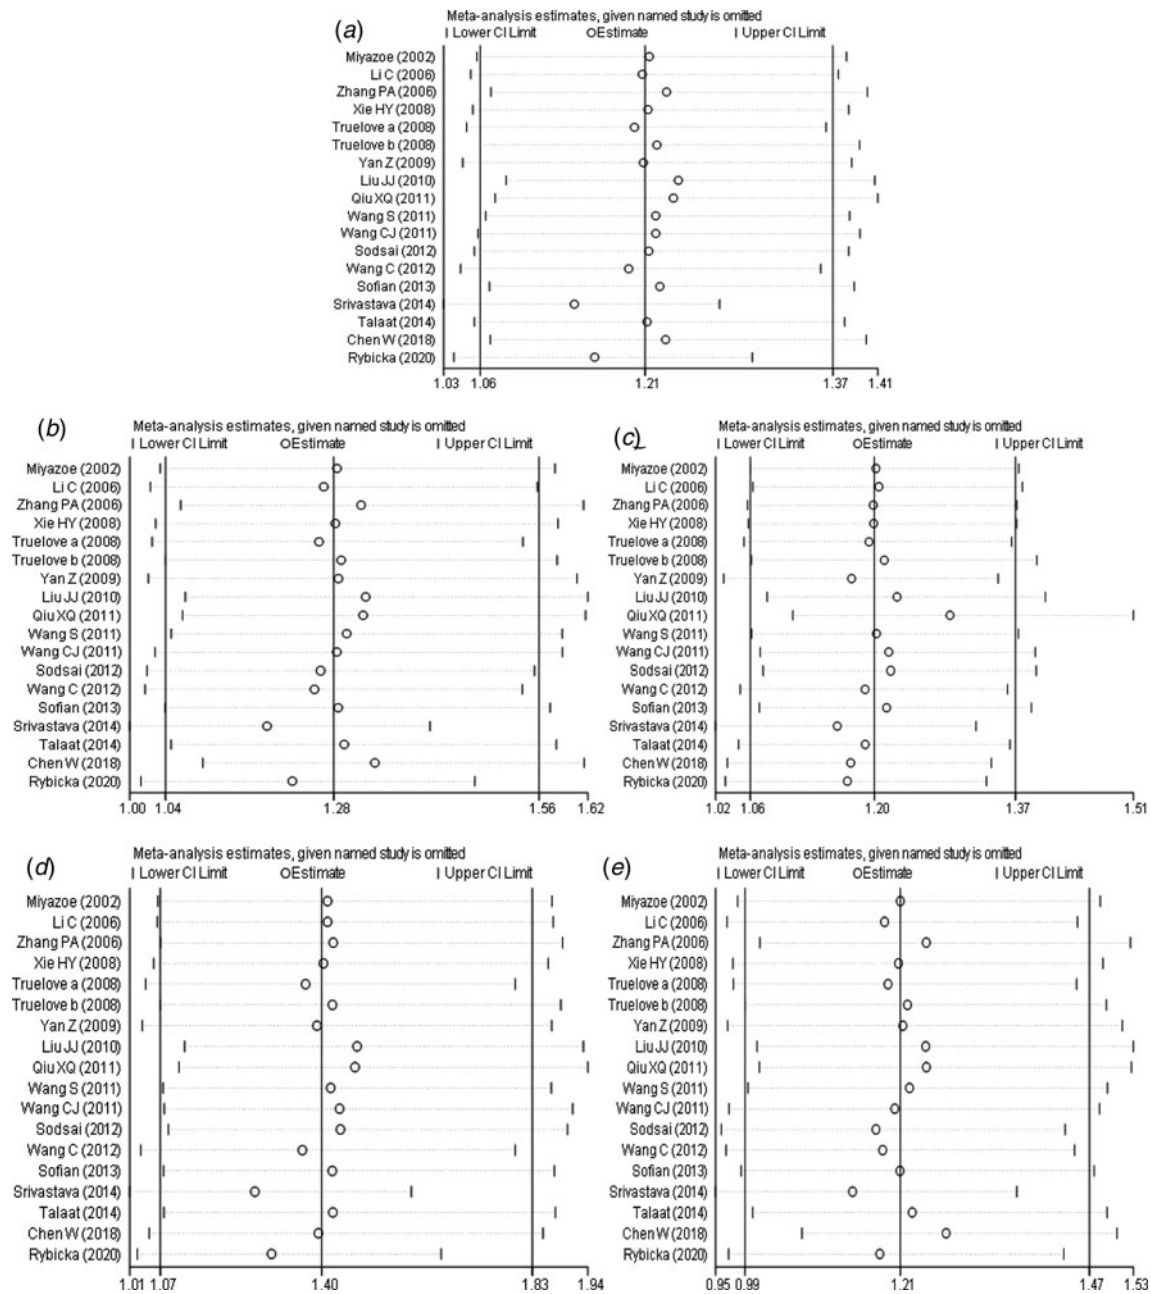 (a)
Meta-analysis estimates, given named study is omitted
Lower CI Limit Estimate Upper CI Limit
Miyazoe (2002)
Li C (2006)
Zhang PA (2006)
Xie HY (2008)
Truelove a (2008)
Truelove b (2008)
Yan Z (2009)
Liu JJ (2010)
Qiu XQ (2011)
Wang S (2011)
Wang CJ (2011)
Sodsai (2012)
Wang C (2012)
Sofian (2013)
Srivastava (2014)
Talaat (2014)
Chen W (2018)
Rybicka (2020)
1.03 1.06 1.21 1.37 1.41
(b)
Meta-analysis estimates, given named study is omitted
Lower CI Limit Estimate Upper CI Limit
Miyazoe (2002)
Li C (2006)
Zhang PA (2006)
Xie HY (2008)
Truelove a (2008)
Truelove b (2008)
Yan Z (2009)
Liu JJ (2010)
Qiu XQ (2011)
Wang S (2011)
Wang CJ (2011)
Sodsai (2012)
Wang C (2012)
Sofian (2013)
Srivastava (2014)
Talaat (2014)
Chen W (2018)
Rybicka (2020)
1.00 1.04 1.28 1.56 1.62
(c)
Meta-analysis estimates, given named study is omitted
Lower CI Limit Estimate Upper CI Limit
Miyazoe (2002)
Li C (2006)
Zhang PA (2006)
Xie HY (2008)
Truelove a (2008)
Truelove b (2008)
Yan Z (2009)
Liu JJ (2010)
Qiu XQ (2011)
Wang S (2011)
Wang CJ (2011)
Sodsai (2012)
Wang C (2012)
Sofian (2013)
Srivastava (2014)
Talaat (2014)
Chen W (2018)
Rybicka (2020)
1.02 1.06 1.20 1.37 1.51
(d)
Meta-analysis estimates, given named study is omitted
Lower CI Limit Estimate Upper CI Limit
Miyazoe (2002)
Li C (2006)
Zhang PA (2006)
Xie HY (2008)
Truelove a (2008)
Truelove b (2008)
Yan Z (2009)
Liu JJ (2010)
Qiu XQ (2011)
Wang S (2011)
Wang CJ (2011)
Sodsai (2012)
Wang C (2012)
Sofian (2013)
Srivastava (2014)
Talaat (2014)
Chen W (2018)
Rybicka (2020)
1.01 1.07 1.40 1.83 1.94
(e)
Meta-analysis estimates, given named study is omitted
Lower CI Limit Estimate Upper CI Limit
Miyazoe (2002)
Li C (2006)
Zhang PA (2006)
Xie HY (2008)
Truelove a (2008)
Truelove b (2008)
Yan Z (2009)
Liu JJ (2010)
Qiu XQ (2011)
Wang S (2011)
Wang CJ (2011)
Sodsai (2012)
Wang C (2012)
Sofian (2013)
Srivastava (2014)
Talaat (2014)
Chen W (2018)
Rybicka (2020)
0.95 0.99 1.21 1.47 1.53